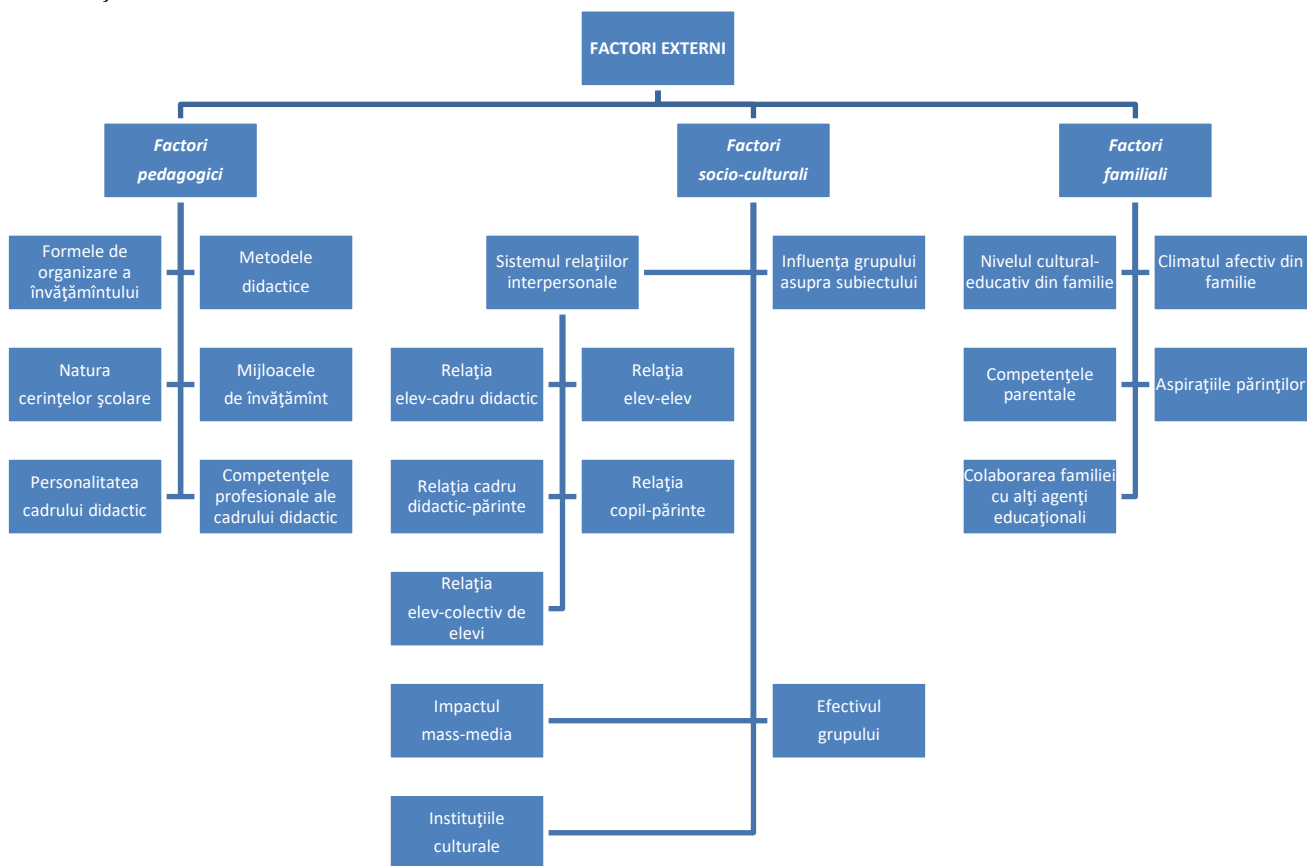 FACTORI EXTERNI
Factori
pedagogici
Factori
socio-culturali
Factori
familiali
Formele de
organizare a
învăţămîntului
Metodele
didactice
Sistemul relaţiilor
interpersonale
Influenţa grupului
asupra subiectului
Nivelul cultural-
educativ din familie
Climatul afectiv din
familie
Natura
cerinţelor şcolare
Mijloacele
de învăţămînt
Relaţia
elev-cadru didactic
Relaţia
elev-elev
Competenţele
parentale
Aspiraţiile părinţilor
Personalitatea
cadrului didactic
Competenţele
profesionale ale
cadrului didactic
Relaţia cadru
didactic-părinte
Relaţia
copil-părinte
Colaborarea familiei
cu alţi agenţi
educaţionali
Relaţia
elev-colectiv de
elevi
Impactul
mass-media
Efectivul
grupului
Instituţiile
culturale